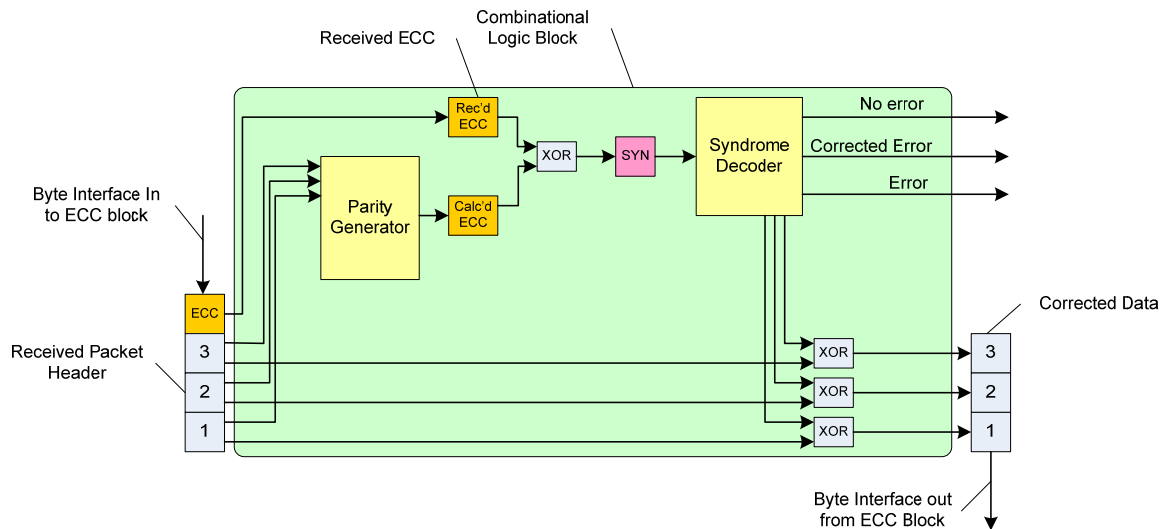 Combinational
Logic Block
Received ECC
Rec'd
ECC
No error
XOR
SYN
Syndrome
Decoder
Corrected Error
Error
Byte Interface In
to ECC block
Parity
Generator
Calc'd
ECC
ECC
3
2
1
Received Packet
Header
XOR
XOR
XOR
Corrected Data
3
2
1
Byte Interface out
from ECC Block